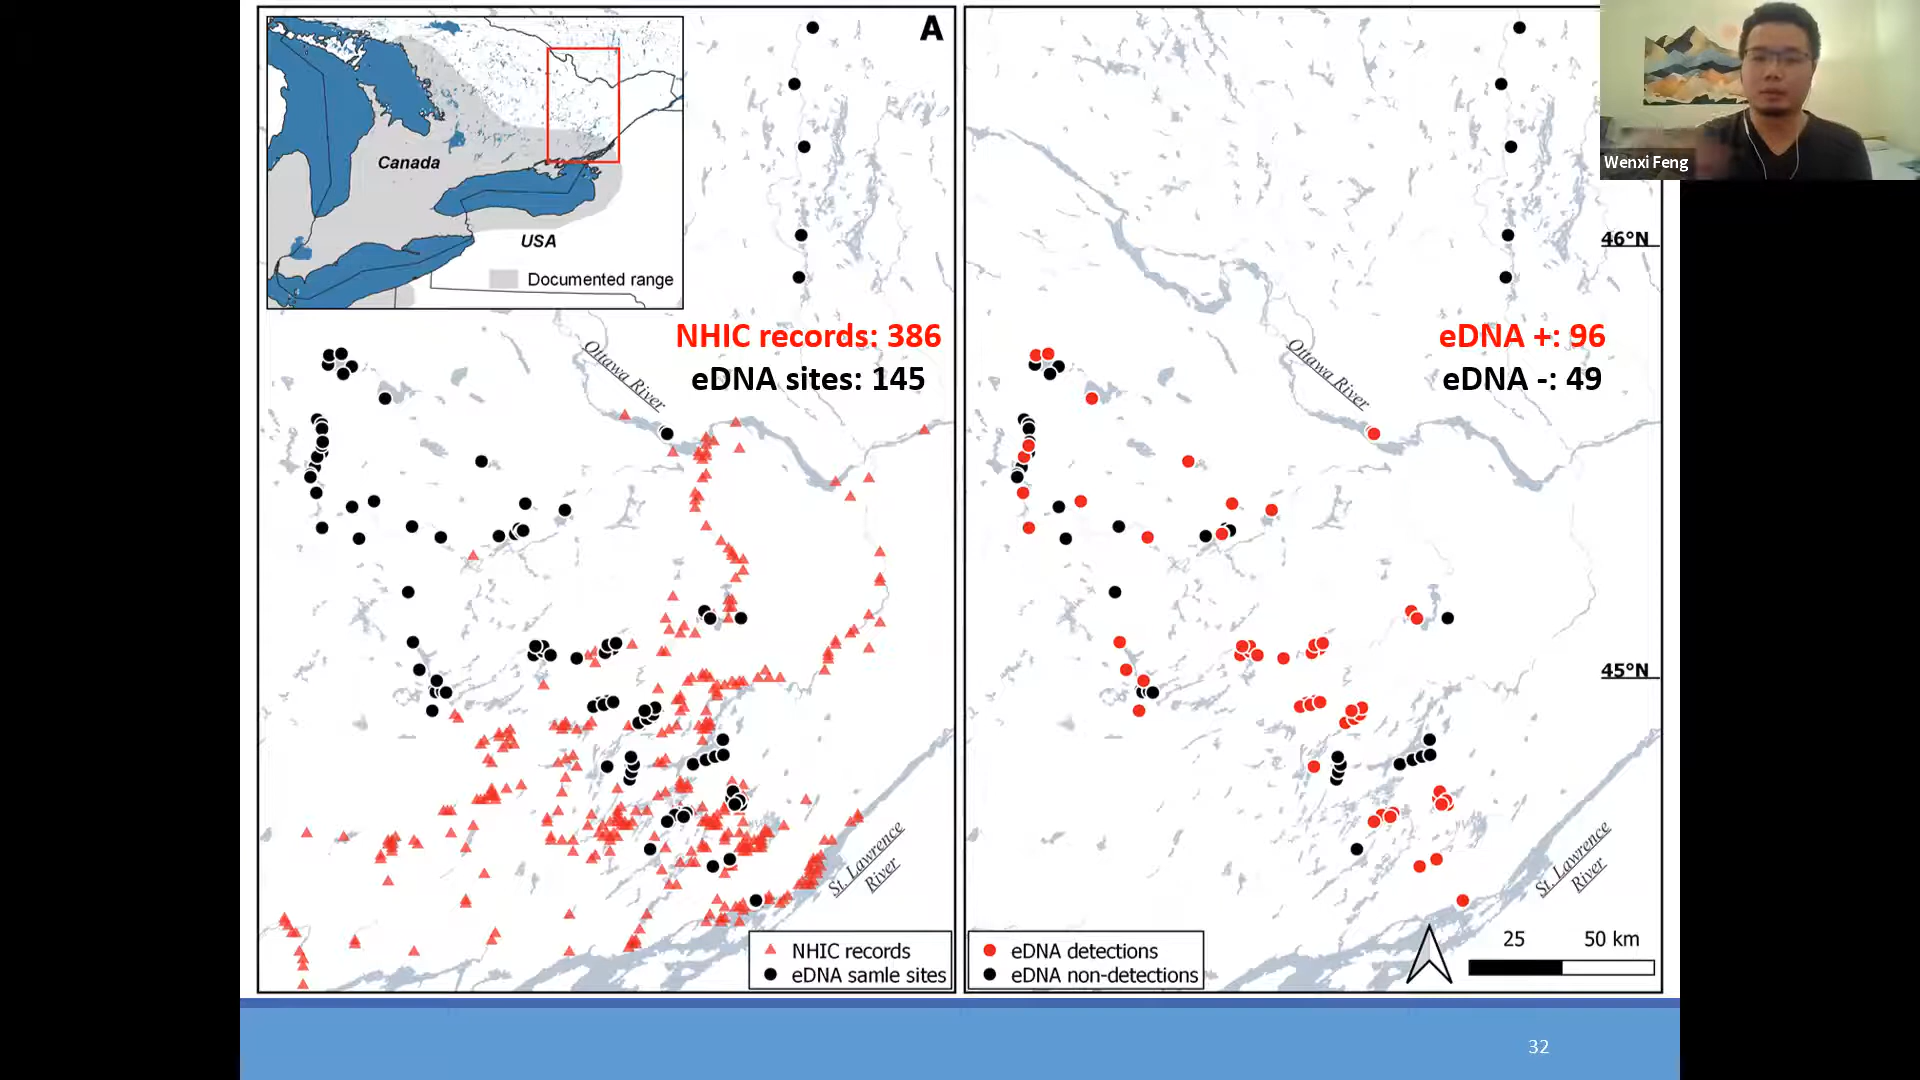 A
Canada
USA
Documented range
NHIC records: 386
eDNA sites: 145
Ottawa River
St. Lawrence
River
NHIC records
eDNA samle sites
46°N
eDNA +: 96
eDNA -: 49
Ottawa River
45°N
St. Lawrence
River
eDNA detections
eDNA non-detections
25 50 km
Wenxi Feng
32